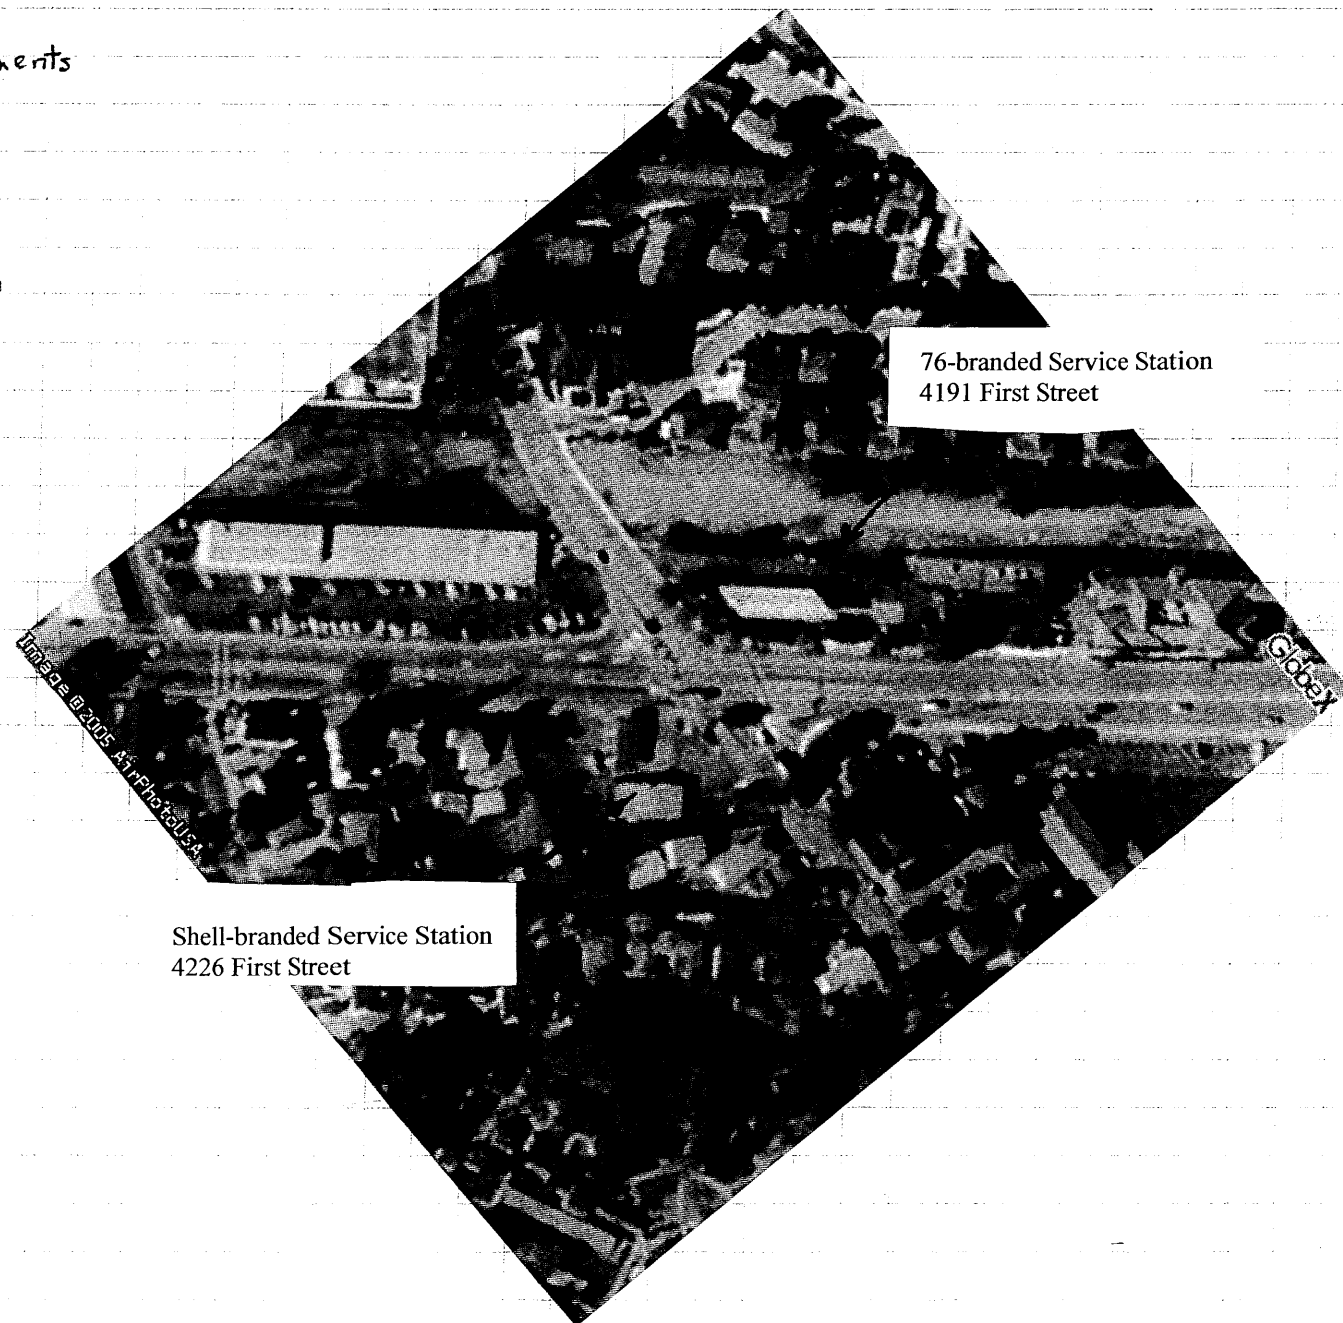 76-branded Service Station
4191 First Street
GlobeX
Image © 2005 AirPhotoUSA
Shell-branded Service Station
4226 First Street